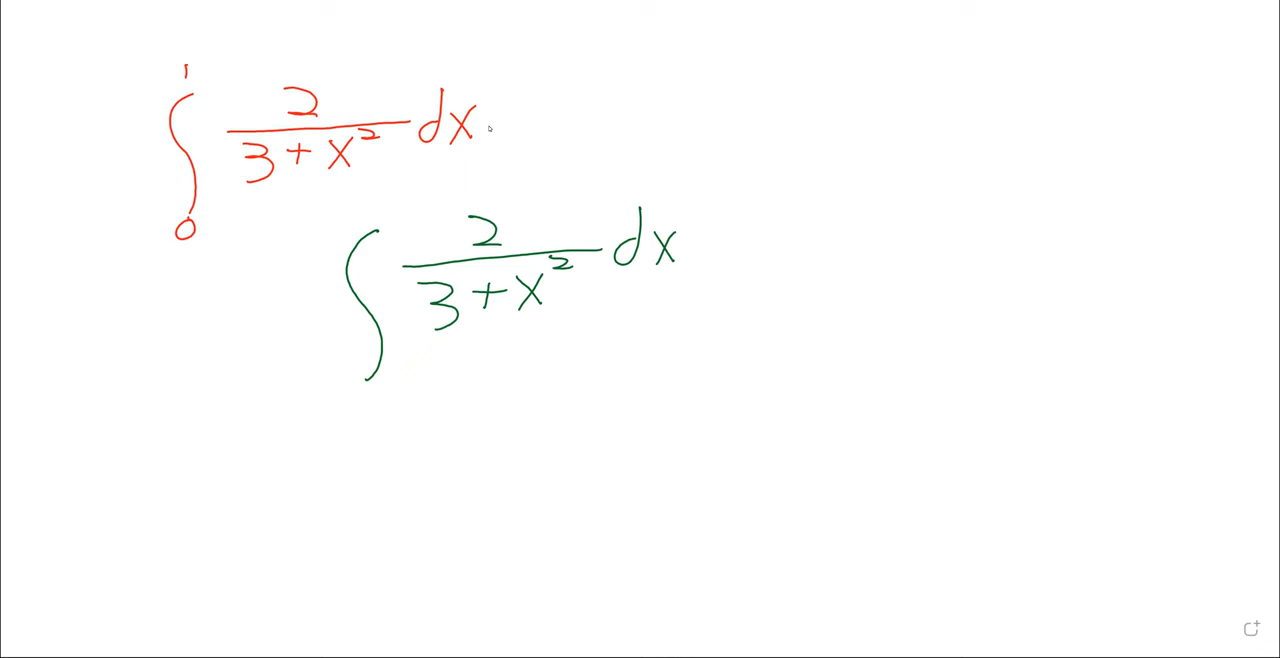 ∫₀¹ 2/(3+x²) dx
∫ 2/(3+x²) dx